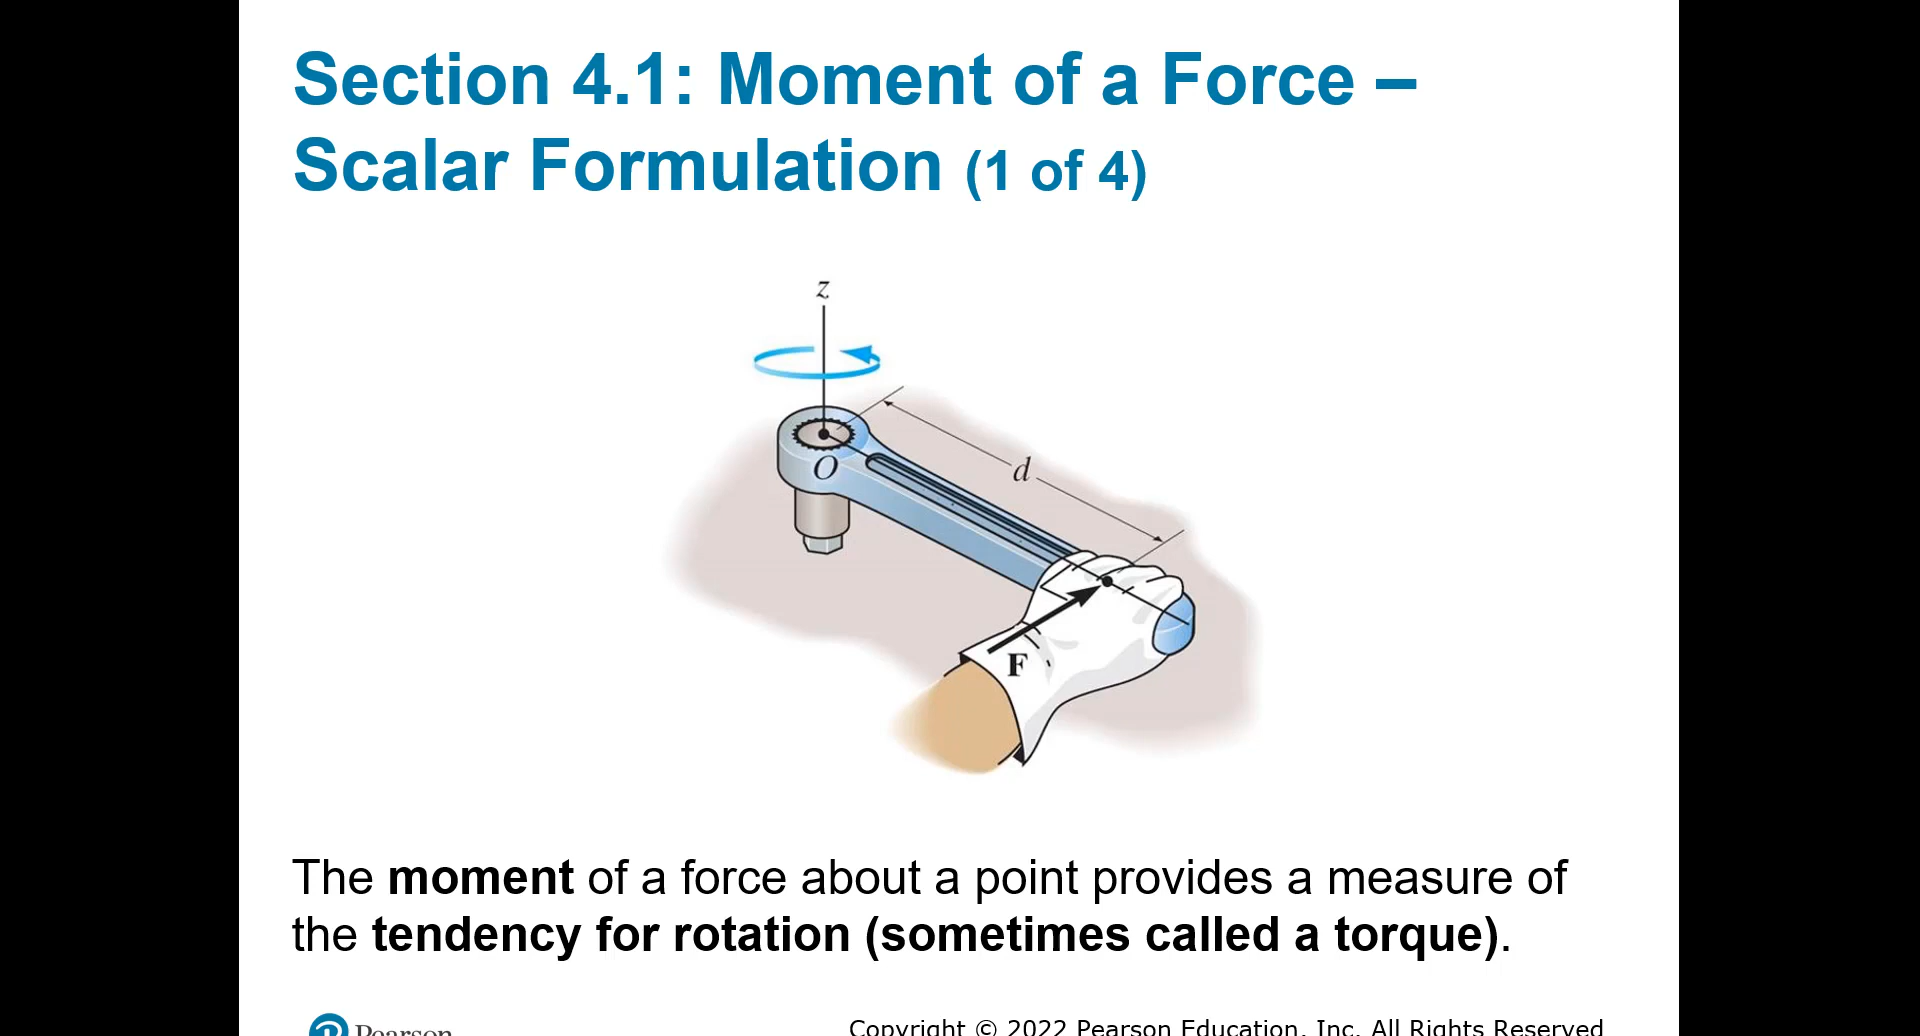 Section 4.1: Moment of a Force –
Scalar Formulation (1 of 4)
z
O
d
F
The moment of a force about a point provides a measure of
the tendency for rotation (sometimes called a torque).
Pearson
Copyright © 2022 Pearson Education, Inc. All Rights Reserved